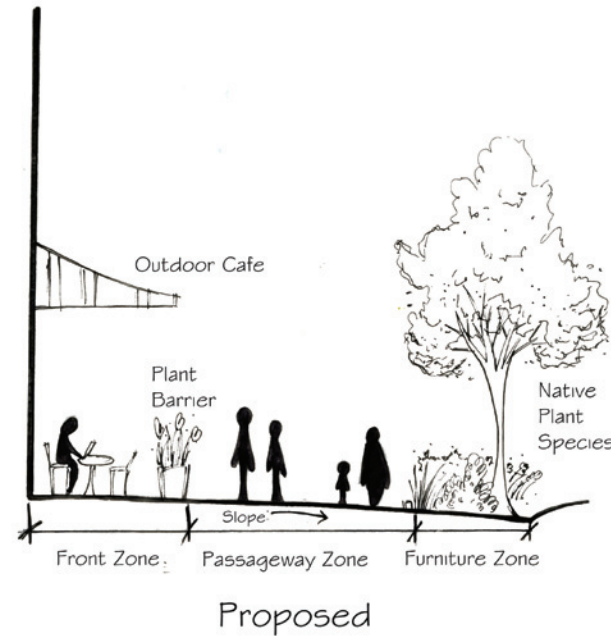 Outdoor Cafe
Plant
Barrier
Native
Plant
Species
Slope:
Front Zone:
Passageway Zone
Furniture Zone
Proposed